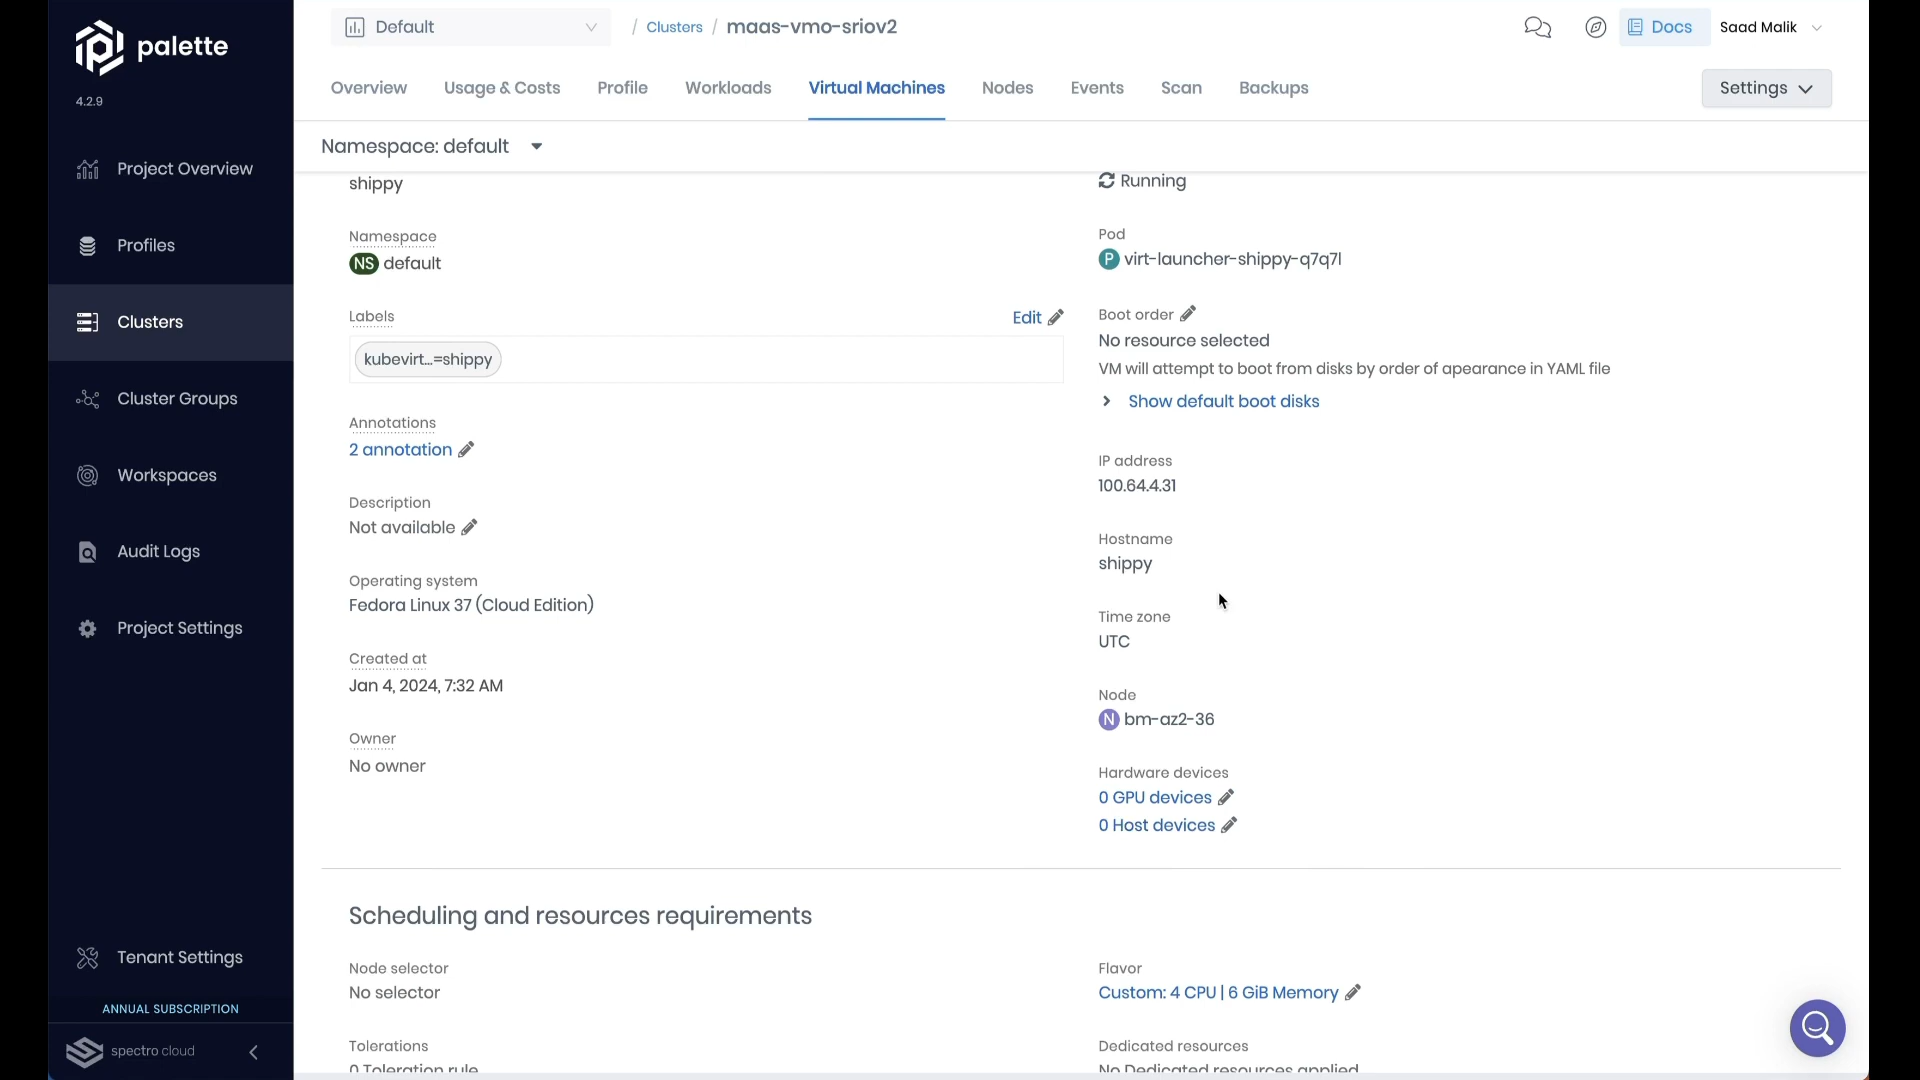 palette
4.2.9
Project Overview
Profiles
Clusters
Cluster Groups
Workspaces
Audit Logs
Project Settings
Tenant Settings
ANNUAL SUBSCRIPTION
spectro cloud
Default
/ Clusters / maas-vmo-sriov2
Docs
Saad Malik
Overview
Usage & Costs
Profile
Workloads
Virtual Machines
Nodes
Events
Scan
Backups
Settings
Namespace: default
shippy
Namespace
NS default
Labels
Edit
kubevirt...=shippy
Annotations
2 annotation
Description
Not available
Operating system
Fedora Linux 37 (Cloud Edition)
Created at
Jan 4, 2024, 7:32 AM
Owner
No owner
Running
Pod
P virt-launcher-shippy-q7q7l
Boot order
No resource selected
VM will attempt to boot from disks by order of apearance in YAML file
Show default boot disks
IP address
100.64.4.31
Hostname
shippy
Time zone
UTC
Node
N bm-az2-36
Hardware devices
0 GPU devices
0 Host devices
Scheduling and resources requirements
Node selector
No selector
Tolerations
0 Toleration rule
Flavor
Custom: 4 CPU | 6 GiB Memory
Dedicated resources
No Dedicated resources applied